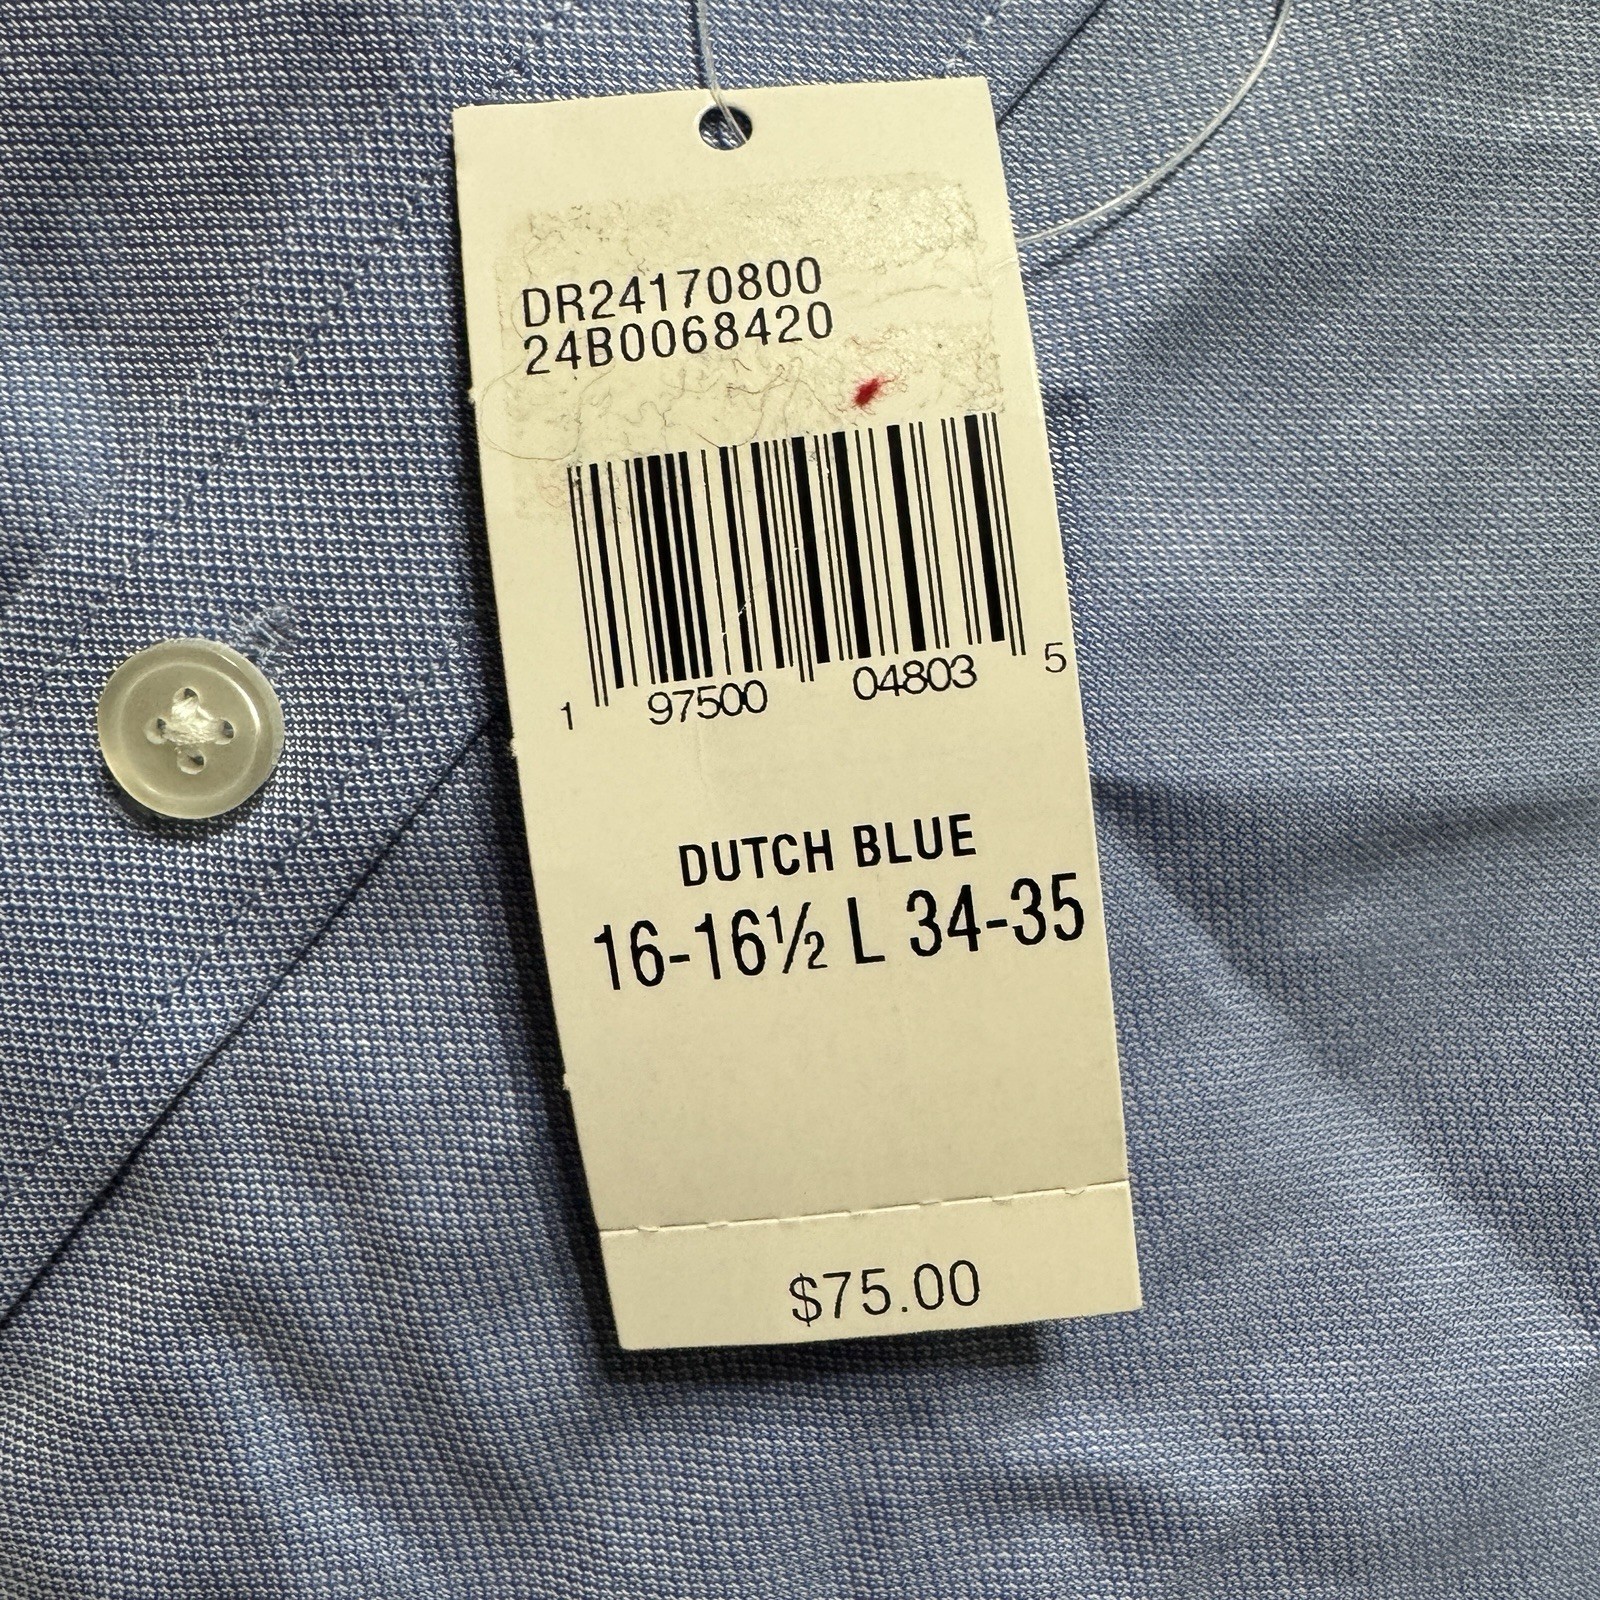 DR24170800
24B0068420
1 97500 04803 5
DUTCH BLUE
16-16½ L 34-35
$75.00